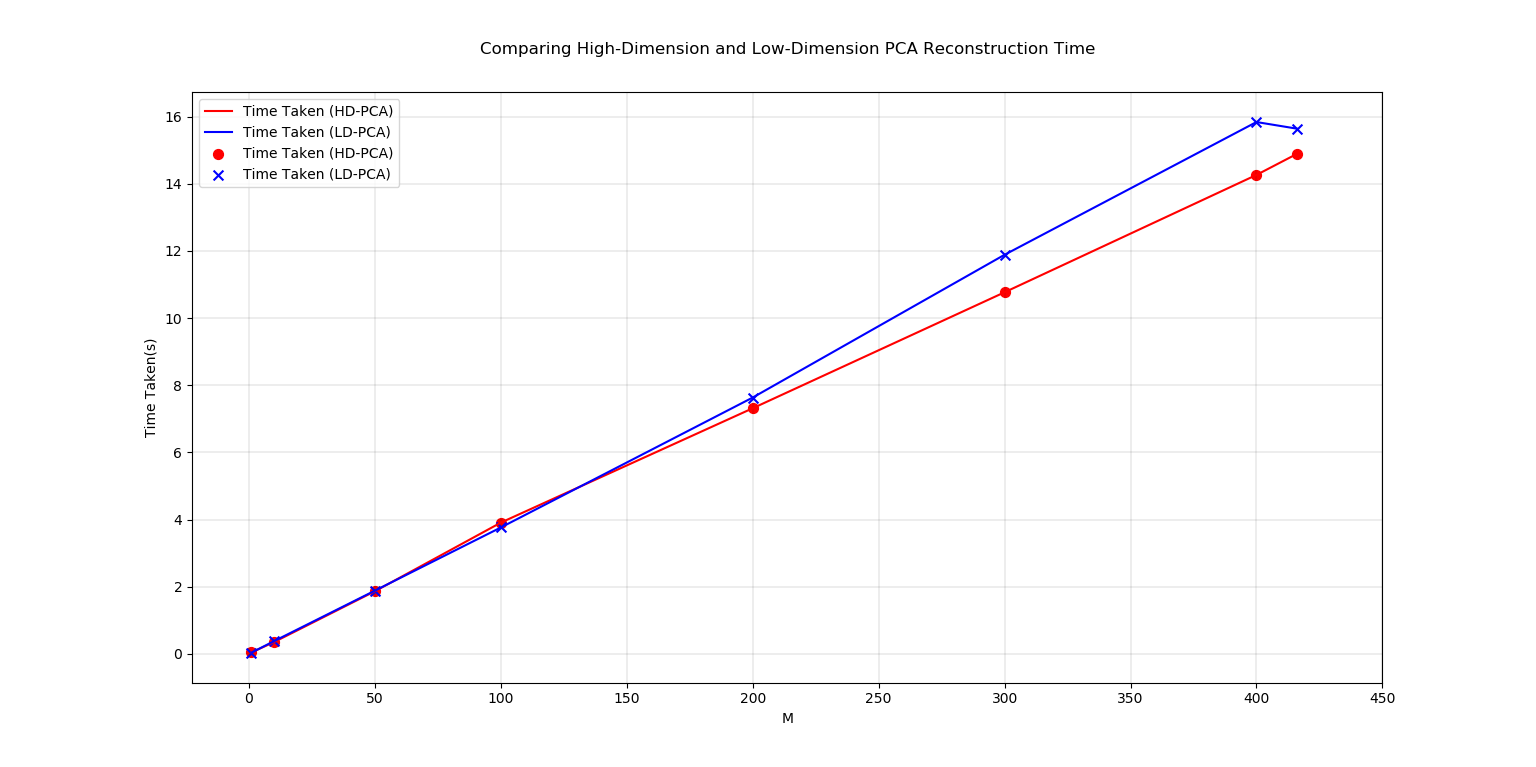 Comparing High-Dimension and Low-Dimension PCA Reconstruction Time
Time Taken (HD-PCA)
Time Taken (LD-PCA)
Time Taken (HD-PCA)
Time Taken (LD-PCA)
16
14
12
10
8
6
4
2
0
Time Taken(s)
0 50 100 150 200 250 300 350 400 450
M